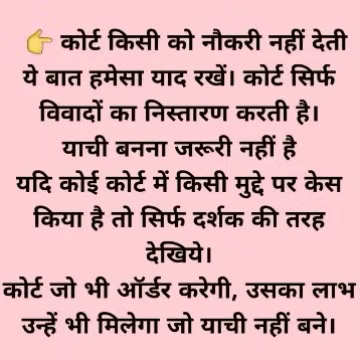 👉 कोर्ट किसी को नौकरी नहीं देती
ये बात हमेसा याद रखें। कोर्ट सिर्फ
विवादों का निस्तारण करती है।
याची बनना जरूरी नहीं है
यदि कोई कोर्ट में किसी मुद्दे पर केस
किया है तो सिर्फ दर्शक की तरह
देखिये।
कोर्ट जो भी ऑर्डर करेगी, उसका लाभ
उन्हें भी मिलेगा जो याची नहीं बने।